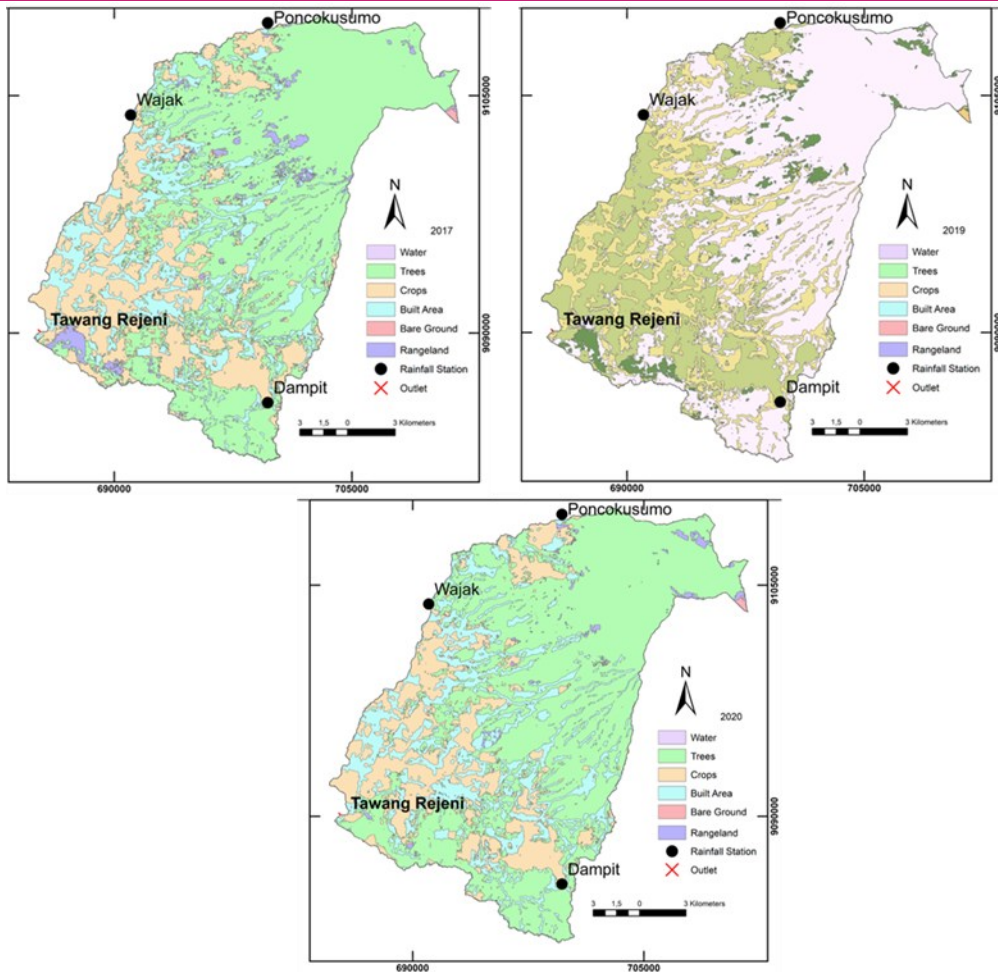 Poncokusumo
Wajak
9105000
N
2017
Water
Trees
Crops
Built Area
Bare Ground
Rangeland
Rainfall Station
Outlet
Tawang Rejeni
9090000
Dampit
3 1,5 0 3 Kilometers
690000 705000
Poncokusumo
Wajak
9105000
N
2019
Water
Trees
Crops
Built Area
Bare Ground
Rangeland
Rainfall Station
Outlet
Tawang Rejeni
9090000
Dampit
3 1,5 0 3 Kilometers
690000 705000
Poncokusumo
Wajak
9105000
N
2020
Water
Trees
Crops
Built Area
Bare Ground
Rangeland
Rainfall Station
Outlet
Tawang Rejeni
9090000
Dampit
3 1,5 0 3 Kilometers
690000 705000